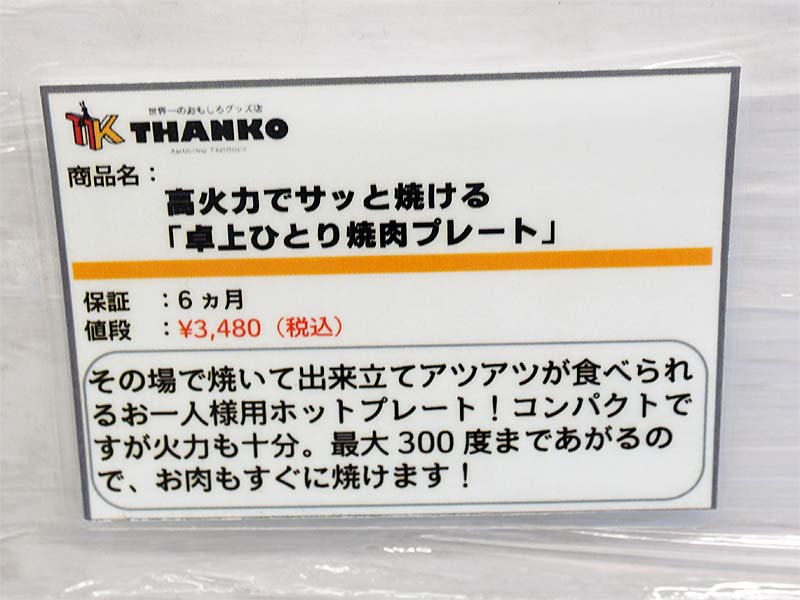 世界一のおもしろグッズ店
TK THANKO
AMUSING PRODUCT
商品名：
高火力でサッと焼ける
「卓上ひとり焼肉プレート」
保証 ：6ヵ月
値段 ：¥3,480（税込）
その場で焼いて出来立てアツアツが食べられ
るお一人様用ホットプレート！コンパクトで
すが火力も十分。最大 300 度まであがるの
で、お肉もすぐに焼けます！